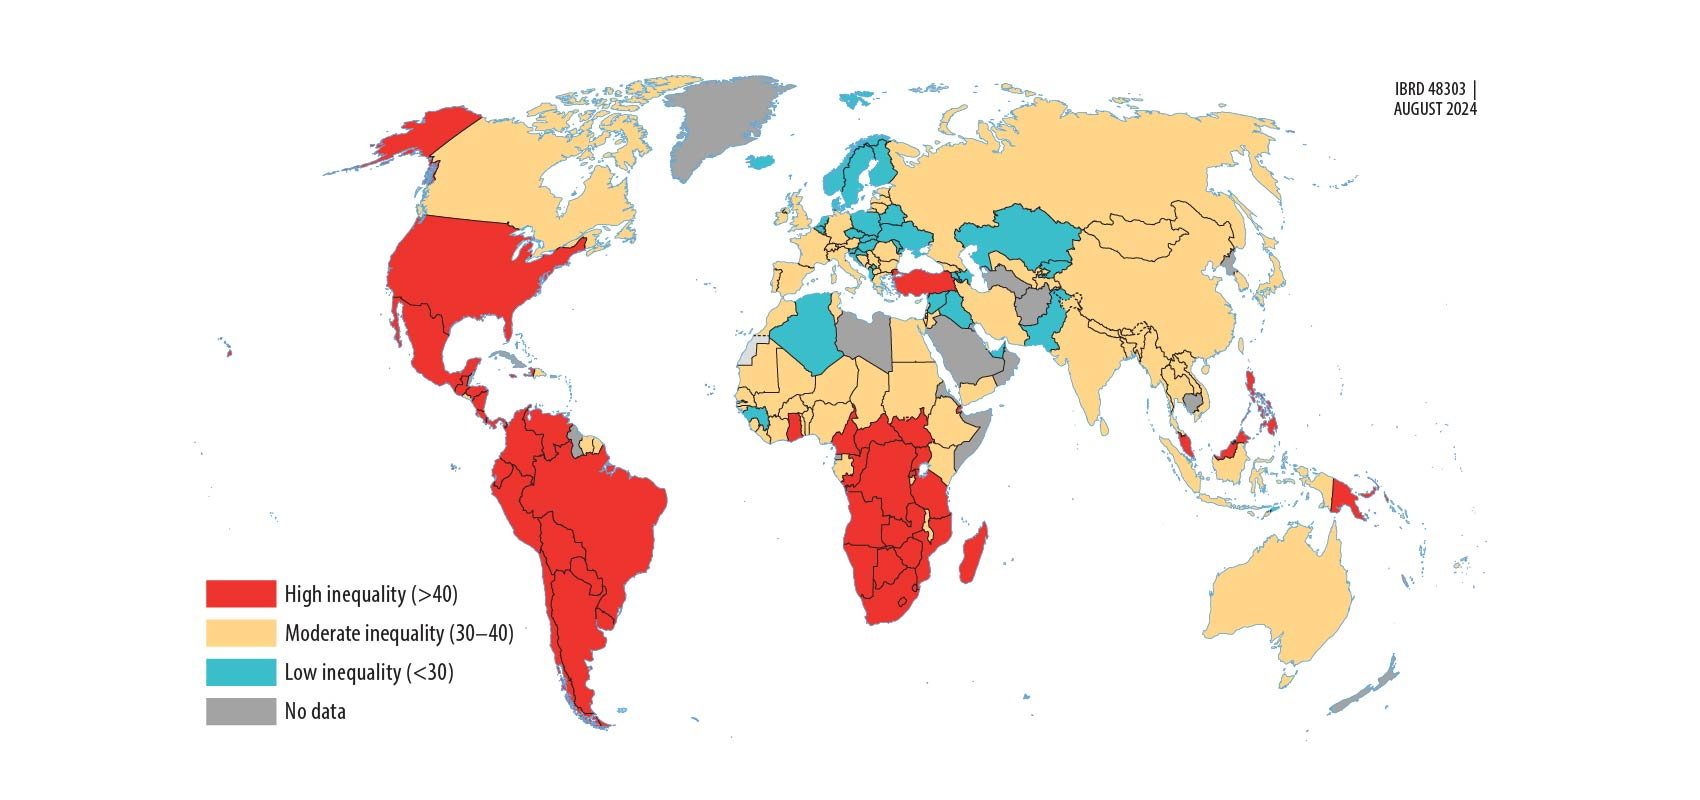 IBRD 48303 |
AUGUST 2024
High inequality (>40)
Moderate inequality (30–40)
Low inequality (<30)
No data